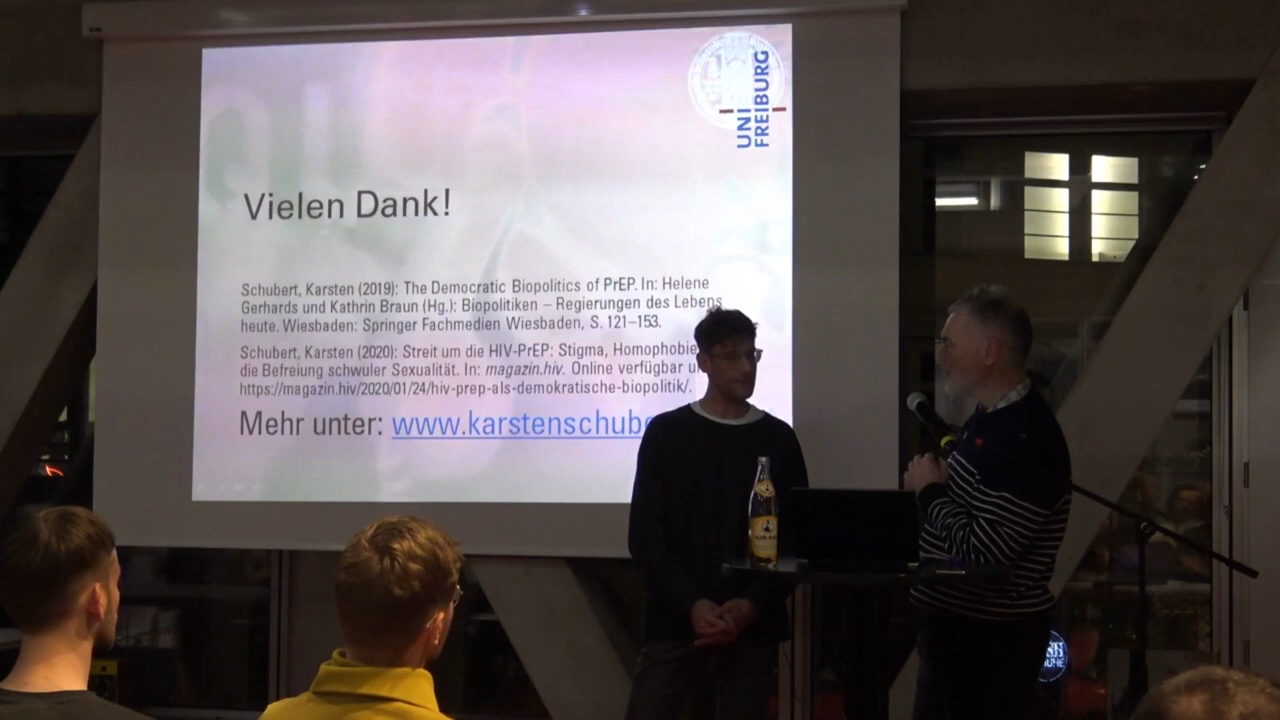 UNI
FREIBURG
Vielen Dank!
Schubert, Karsten (2019): The Democratic Biopolitics of PrEP. In: Helene
Gerhards und Kathrin Braun (Hg.): Biopolitiken – Regierungen des Lebens
heute. Wiesbaden: Springer Fachmedien Wiesbaden, S. 121–153.
Schubert, Karsten (2020): Streit um die HIV-PrEP: Stigma, Homophobie
die Befreiung schwuler Sexualität. In: magazin.hiv. Online verfügbar
https://magazin.hiv/2020/01/24/hiv-prep-als-demokratische-biopolitik/.
Mehr unter: www.karstenschub